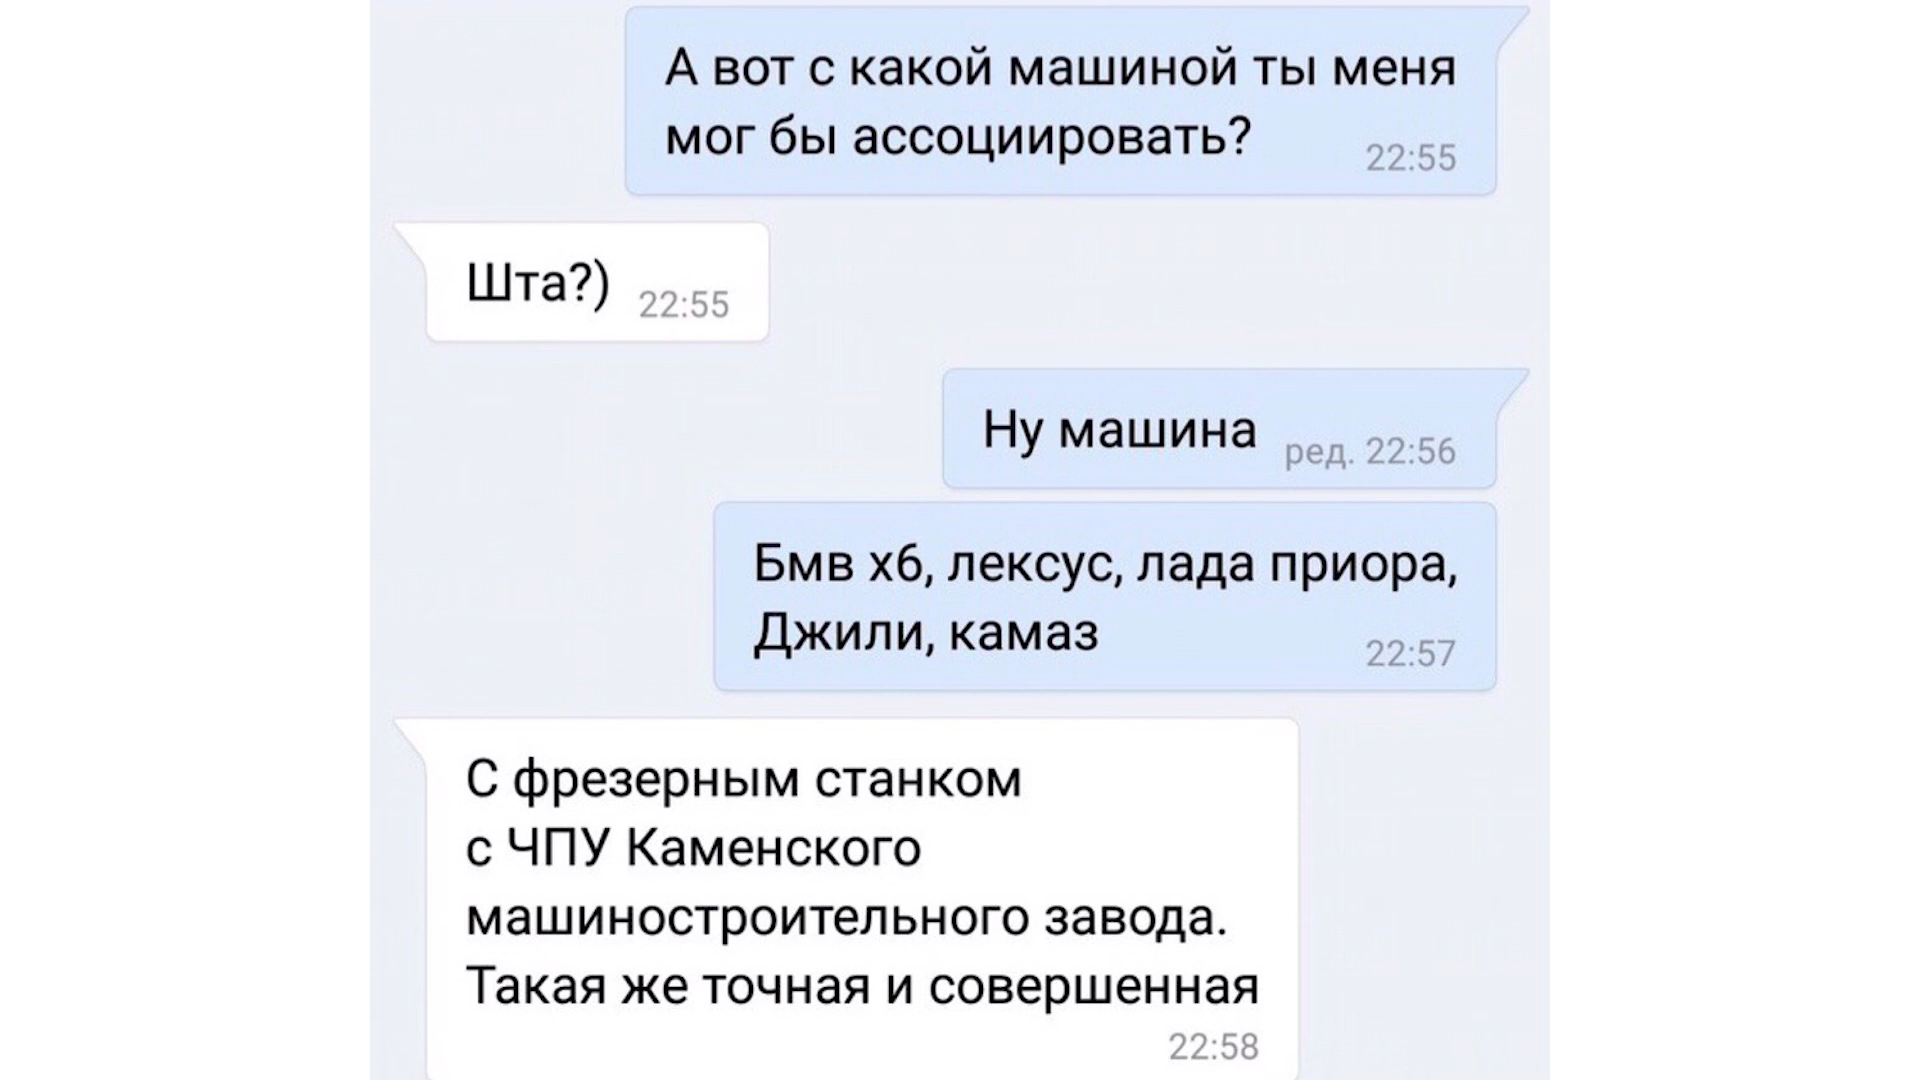 А вот с какой машиной ты меня
мог бы ассоциировать?
22:55
Шта?)
22:55
Ну машина
ред. 22:56
Бмв х6, лексус, лада приора,
Джили, камаз
22:57
С фрезерным станком
с ЧПУ Каменского
машиностроительного завода.
Такая же точная и совершенная
22:58